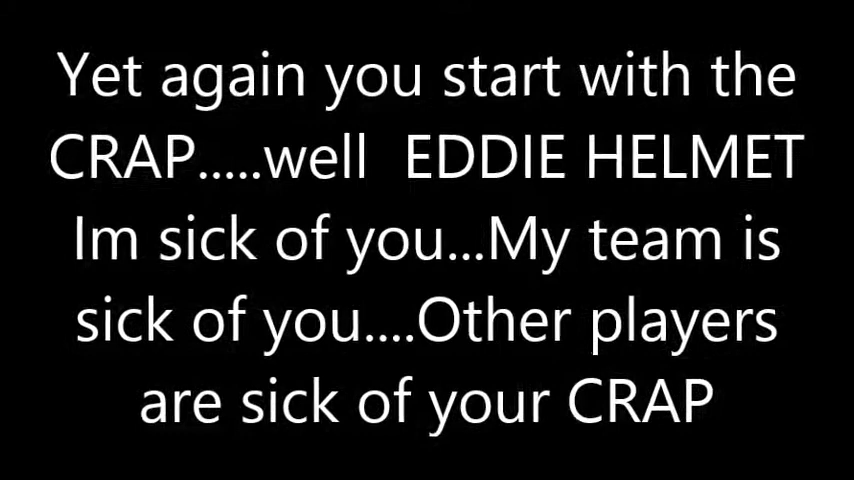 Yet again you start with the
CRAP.....well  EDDIE HELMET
Im sick of you...My team is
sick of you....Other players
are sick of your CRAP